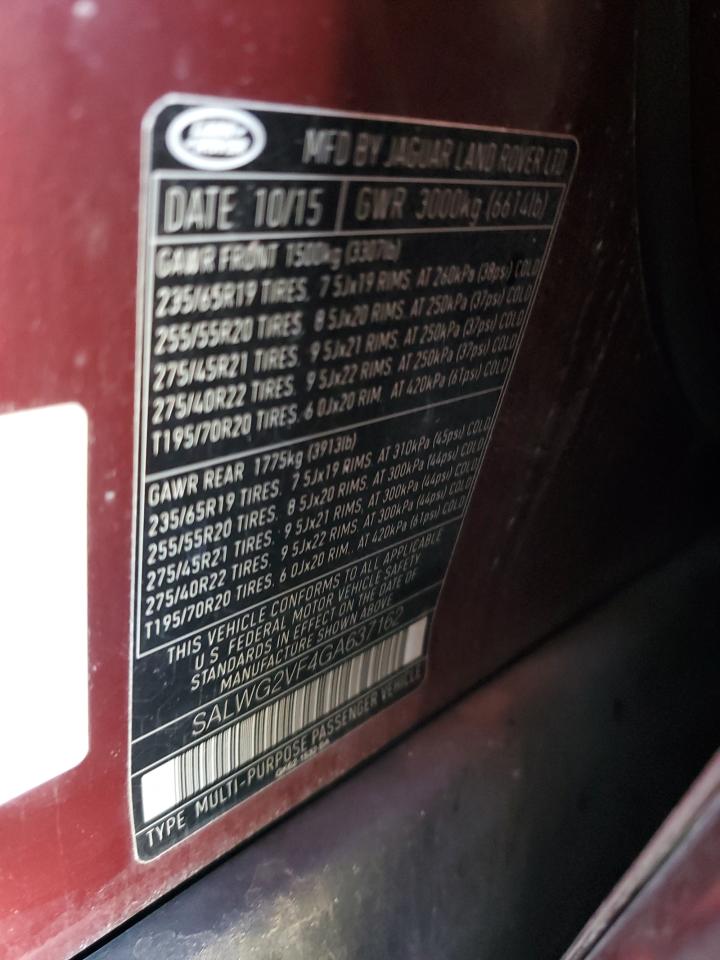 LAND ROVER
MFD BY JAGUAR LAND ROVER LTD
DATE 10/15 GWR 3000kg (6614lb)
GAWR FRONT 1500kg (3307lb)
235/65R19 TIRES. 7 5Jx19 RIMS. AT 260kPa (38psi) COLD
255/55R20 TIRES. 8 5Jx20 RIMS. AT 250kPa (37psi) COLD
275/45R21 TIRES. 9 5Jx21 RIMS. AT 250kPa (37psi) COLD
275/40R22 TIRES. 9 5Jx22 RIMS. AT 250kPa (37psi) COLD
T195/70R20 TIRES. 6 0Jx20 RIM. AT 420kPa (61psi) COLD
GAWR REAR 1775kg (3913lb)
235/65R19 TIRES. 7 5Jx19 RIMS. AT 310kPa (45psi) COLD
255/55R20 TIRES. 8 5Jx20 RIMS. AT 300kPa (44psi) COLD
275/45R21 TIRES. 9 5Jx21 RIMS. AT 300kPa (44psi) COLD
275/40R22 TIRES. 9 5Jx22 RIMS. AT 300kPa (44psi) COLD
T195/70R20 TIRES. 6 0Jx20 RIM. AT 420kPa (61psi) COLD
THIS VEHICLE CONFORMS TO ALL APPLICABLE
U S FEDERAL MOTOR VEHICLE SAFETY
STANDARDS IN EFFECT ON THE DATE OF
MANUFACTURE SHOWN ABOVE
SALWG2VF4GA637162
TYPE MULTI-PURPOSE PASSENGER VEHICLE